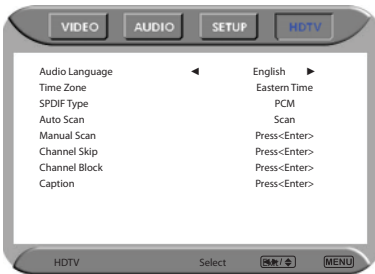 VIDEO AUDIO SETUP HDTV
Audio Language ◄ English ►
Time Zone Eastern Time
SPDIF Type PCM
Auto Scan Scan
Manual Scan Press<Enter>
Channel Skip Press<Enter>
Channel Block Press<Enter>
Caption Press<Enter>
HDTV Select / MENU